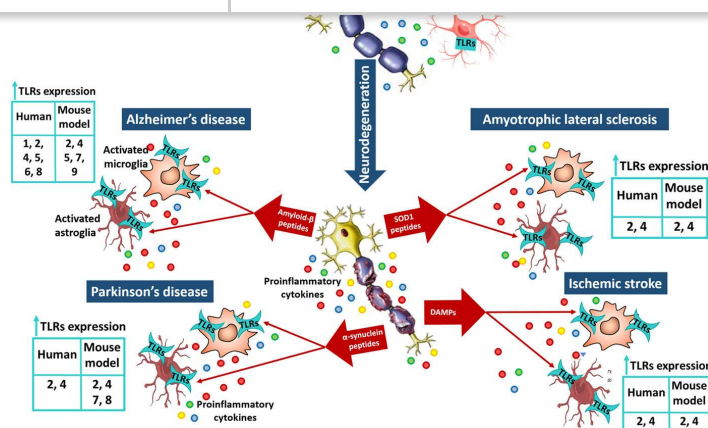 TLRs
Neurodegeneration
↑TLRs expression
Human
Mouse
model
1, 2,
4, 5,
6, 8
2, 4
5, 7,
9
Alzheimer's disease
Activated
microglia
TLRs
TLRs
Activated
astroglia
TLRs
TLRs
Amyloid-β
peptides
Amyotrophic lateral sclerosis
TLRs
TLRs
TLRs
TLRs
↑TLRs expression
Human
Mouse
model
2, 4
2, 4
SOD1
peptides
Proinflammatory
cytokines
Parkinson's disease
↑TLRs expression
Human
Mouse
model
2, 4
2, 4
7, 8
TLRs
TLRs
TLRs
TLRs
α-synuclein
peptides
Proinflammatory
cytokines
DAMPs
Ischemic stroke
TLRs
TLRs
TLRs
TLRs
↑TLRs expression
Human
Mouse
model
2, 4
2, 4